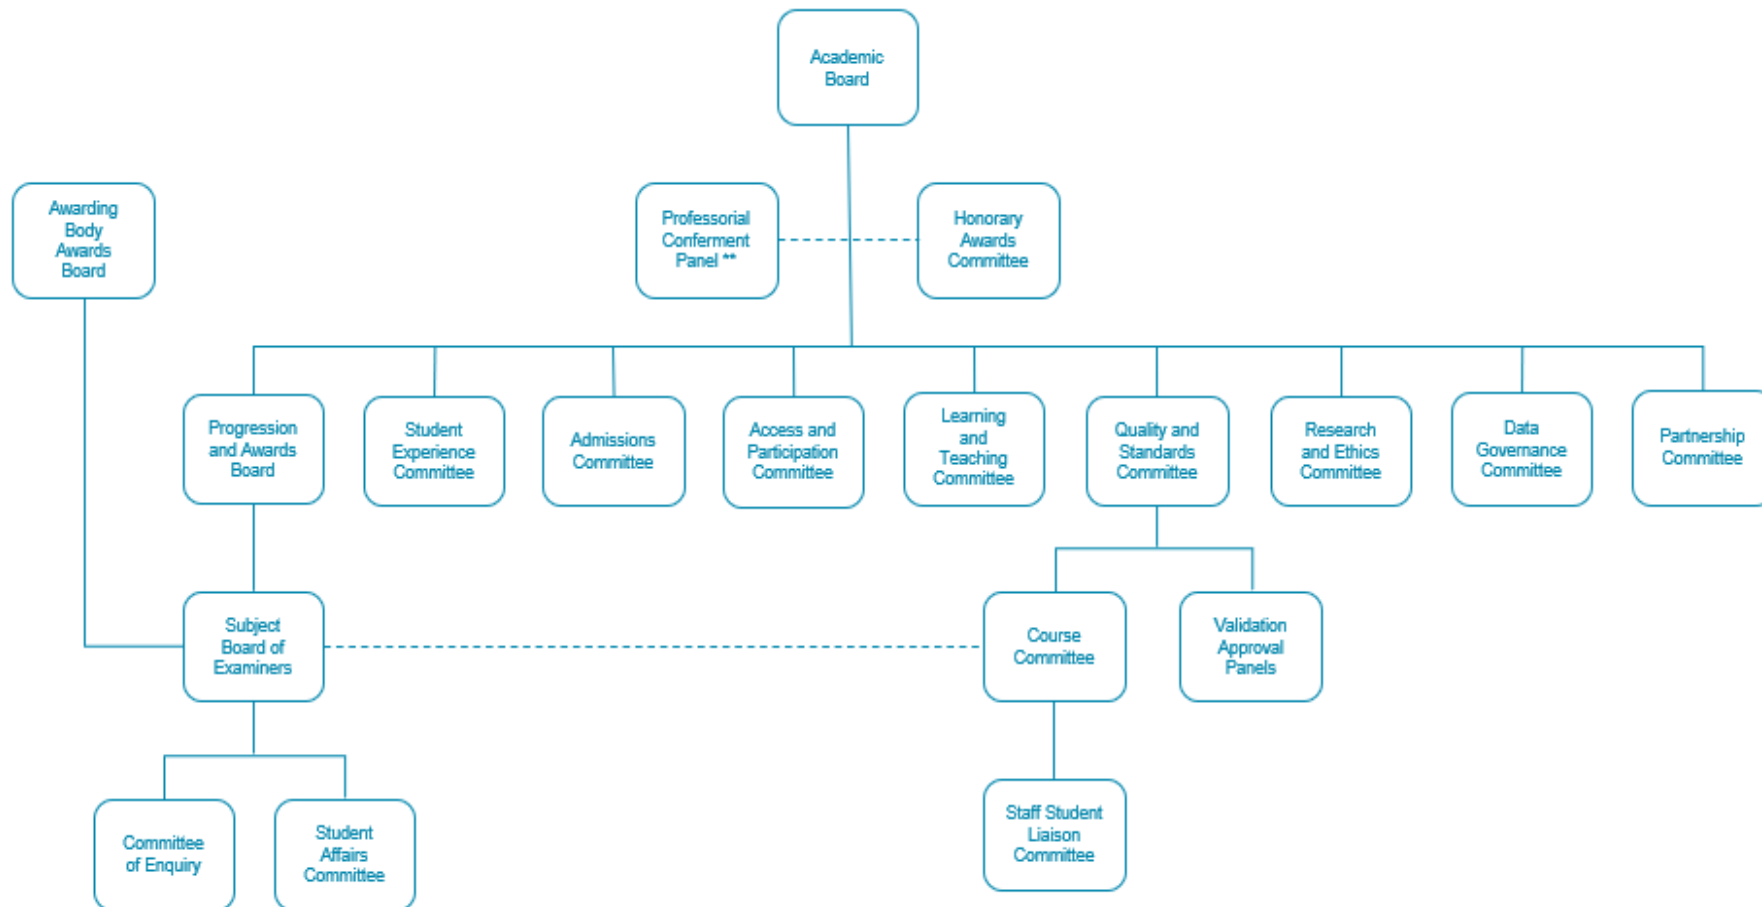 Academic
Board
Awarding
Body
Awards
Board
Professorial
Conferment
Panel **
Honorary
Awards
Committee
Progression
and Awards
Board
Student
Experience
Committee
Admissions
Committee
Access and
Participation
Committee
Learning
and
Teaching
Committee
Quality and
Standards
Committee
Research
and Ethics
Committee
Data
Governance
Committee
Partnership
Committee
Subject
Board of
Examiners
Course
Committee
Validation
Approval
Panels
Committee
of Enquiry
Student
Affairs
Committee
Staff Student
Liaison
Committee